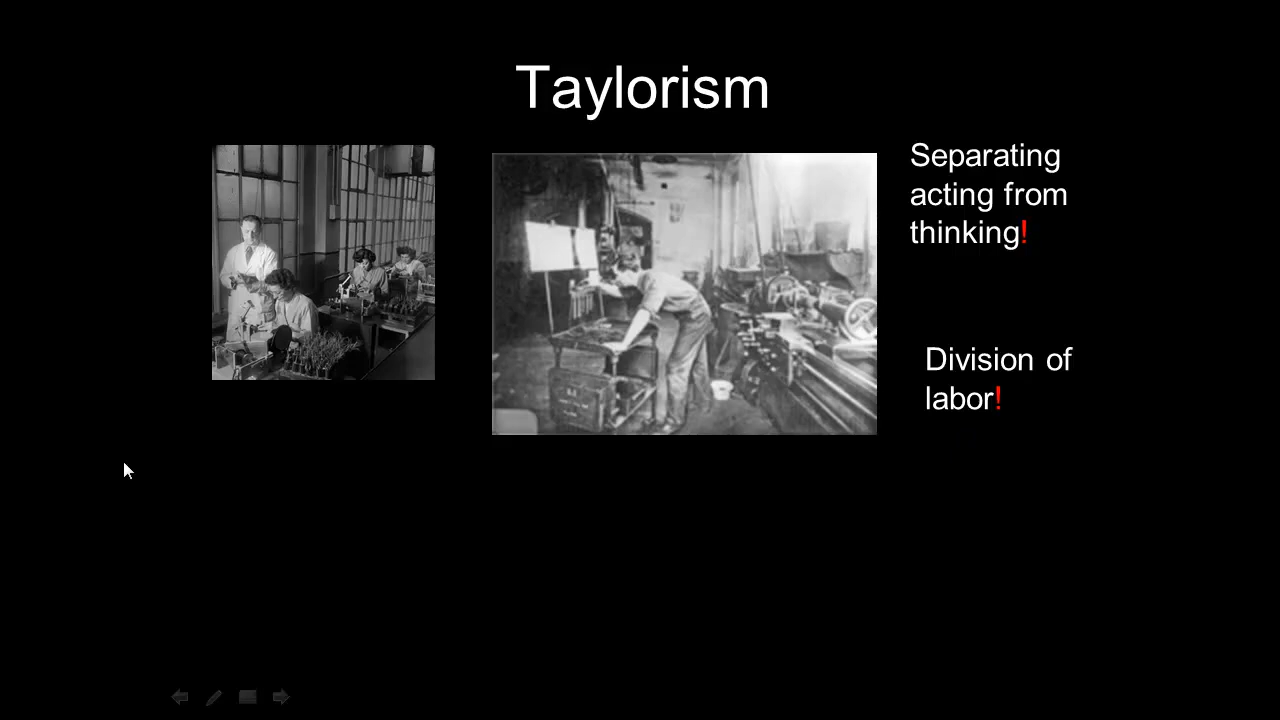 Taylorism
Separating
acting from
thinking!
Division of
labor!